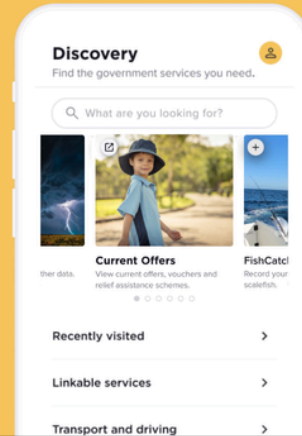 Discovery
Find the government services you need.
What are you looking for?
ther data.
Current Offers
View current offers, vouchers and
relief assistance schemes.
FishCatc
Record your
scalefish.
Recently visited
Linkable services
Transport and driving